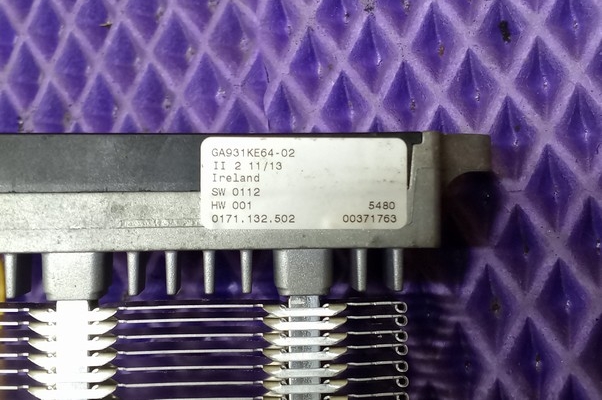 GA931KE64-02
II 2 11/13
Ireland
SW 0112
HW 001 5480
0171.132.502 00371763